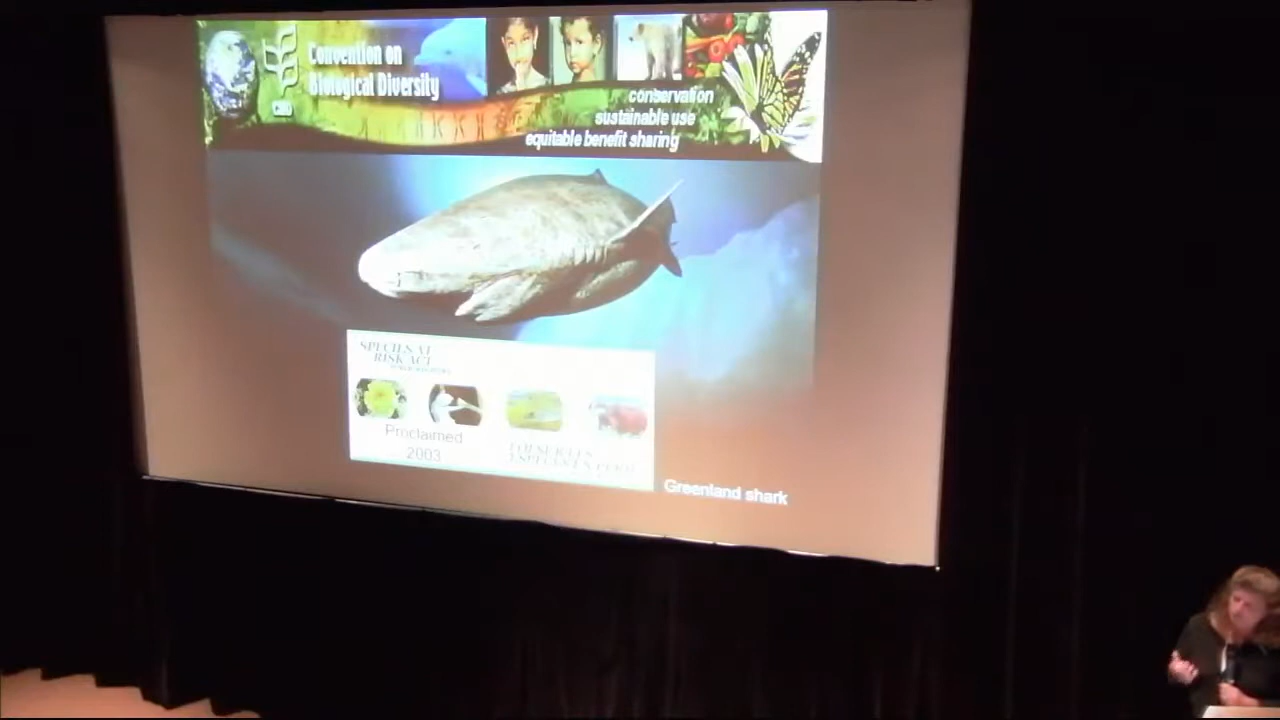 Convention on
Biological Diversity
CBD
conservation
sustainable use
equitable benefit sharing
SPECIES AT
RISK ACT
Proclaimed
2003
Greenland shark